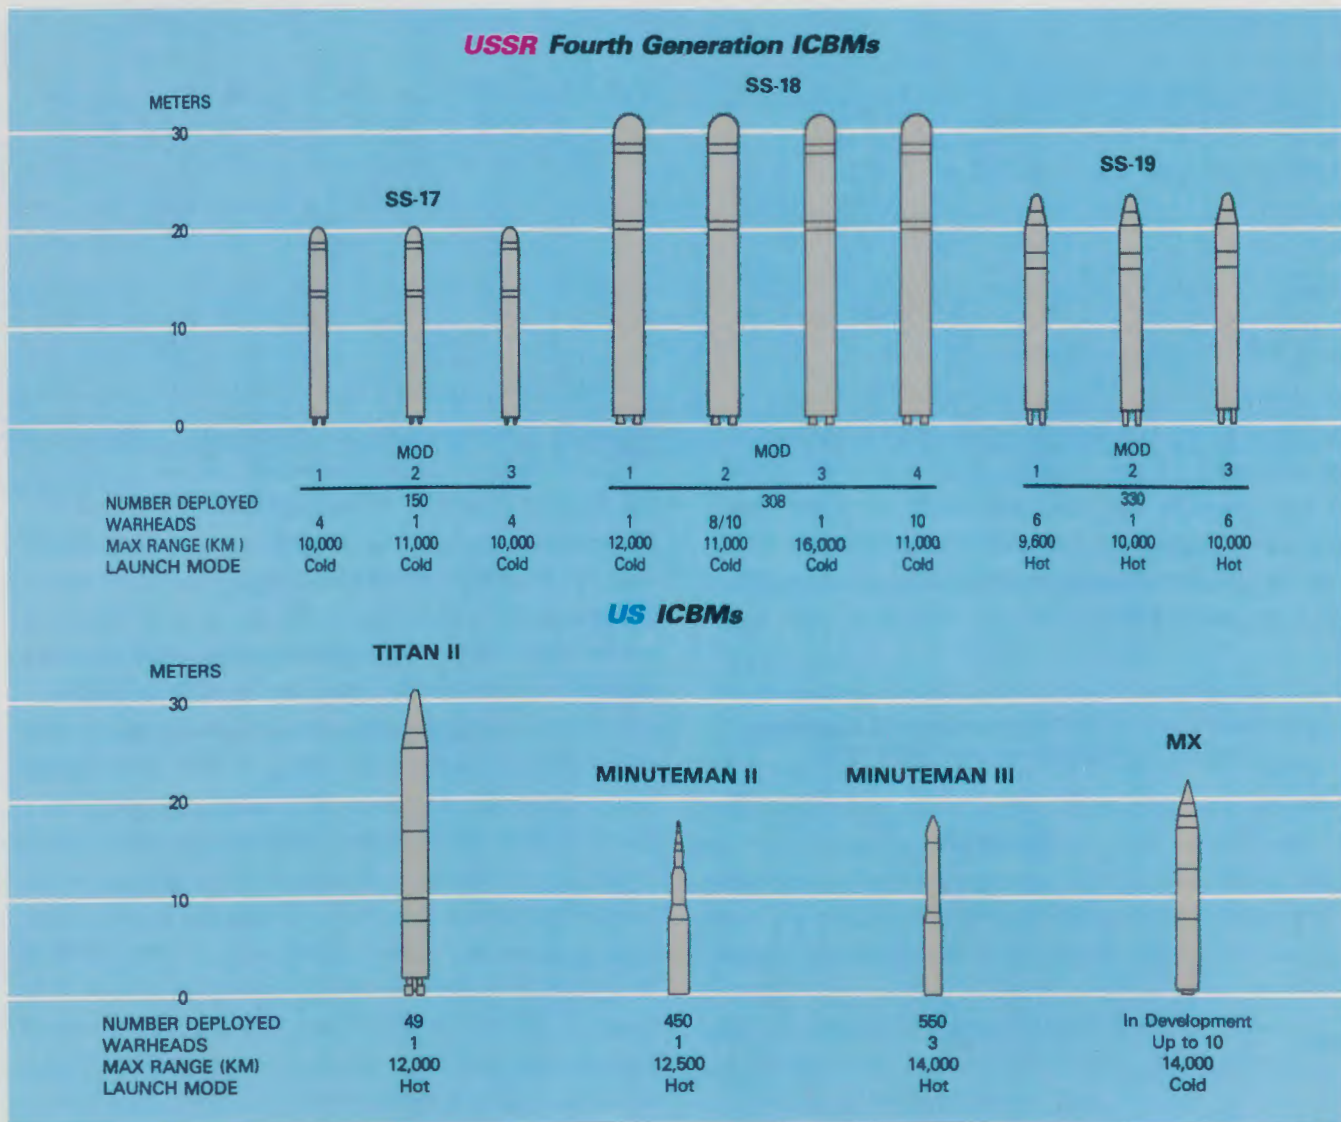 USSR Fourth Generation ICBMs
SS-18
METERS
30
SS-19
SS-17
20
10
0
MOD MOD MOD
1 2 3 1 2 3 4 1 2 3
NUMBER DEPLOYED 150 308 330
WARHEADS 4 1 4 1 8/10 1 10 6 1 6
MAX RANGE (KM) 10,000 11,000 10,000 12,000 11,000 16,000 11,000 9,600 10,000 10,000
LAUNCH MODE Cold Cold Cold Cold Cold Cold Cold Hot Hot Hot
US ICBMs
TITAN II
METERS
30
MX
MINUTEMAN II MINUTEMAN III
20
10
0
NUMBER DEPLOYED 49 450 550 In Development
WARHEADS 1 1 3 Up to 10
MAX RANGE (KM) 12,000 12,500 14,000 14,000
LAUNCH MODE Hot Hot Hot Cold